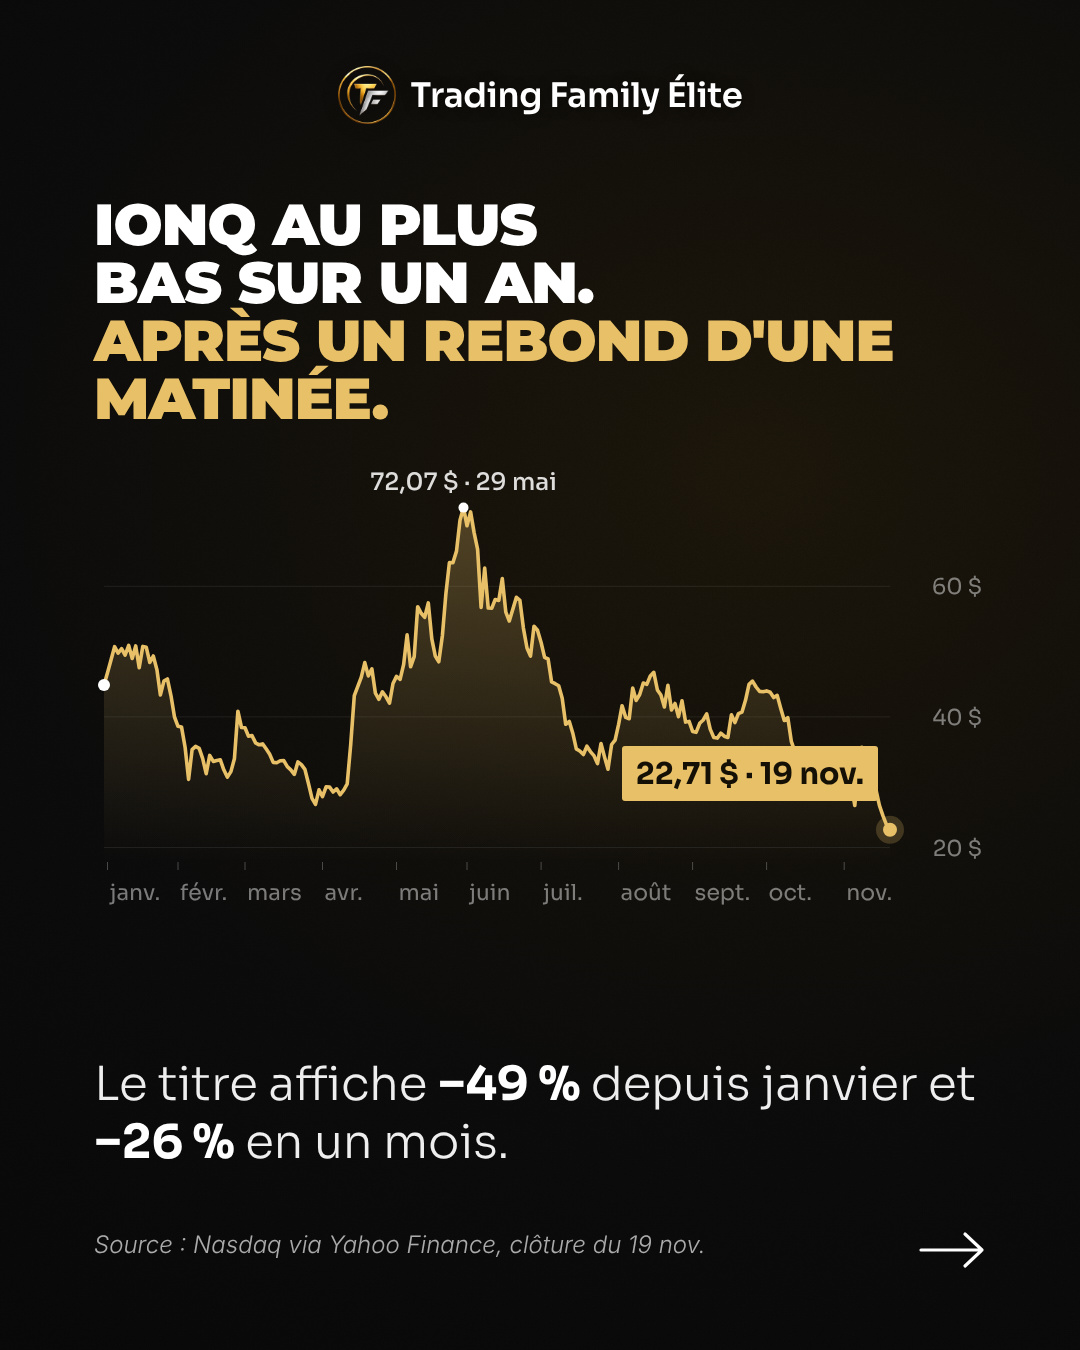 TF
Trading Family Élite
IONQ AU PLUS
BAS SUR UN AN.
APRÈS UN REBOND D'UNE
MATINÉE.
72,07 $ · 29 mai
60 $
40 $
22,71 $ · 19 nov.
20 $
janv. févr. mars avr. mai juin juil. août sept. oct. nov.
Le titre affiche −49 % depuis janvier et
−26 % en un mois.
Source : Nasdaq via Yahoo Finance, clôture du 19 nov.